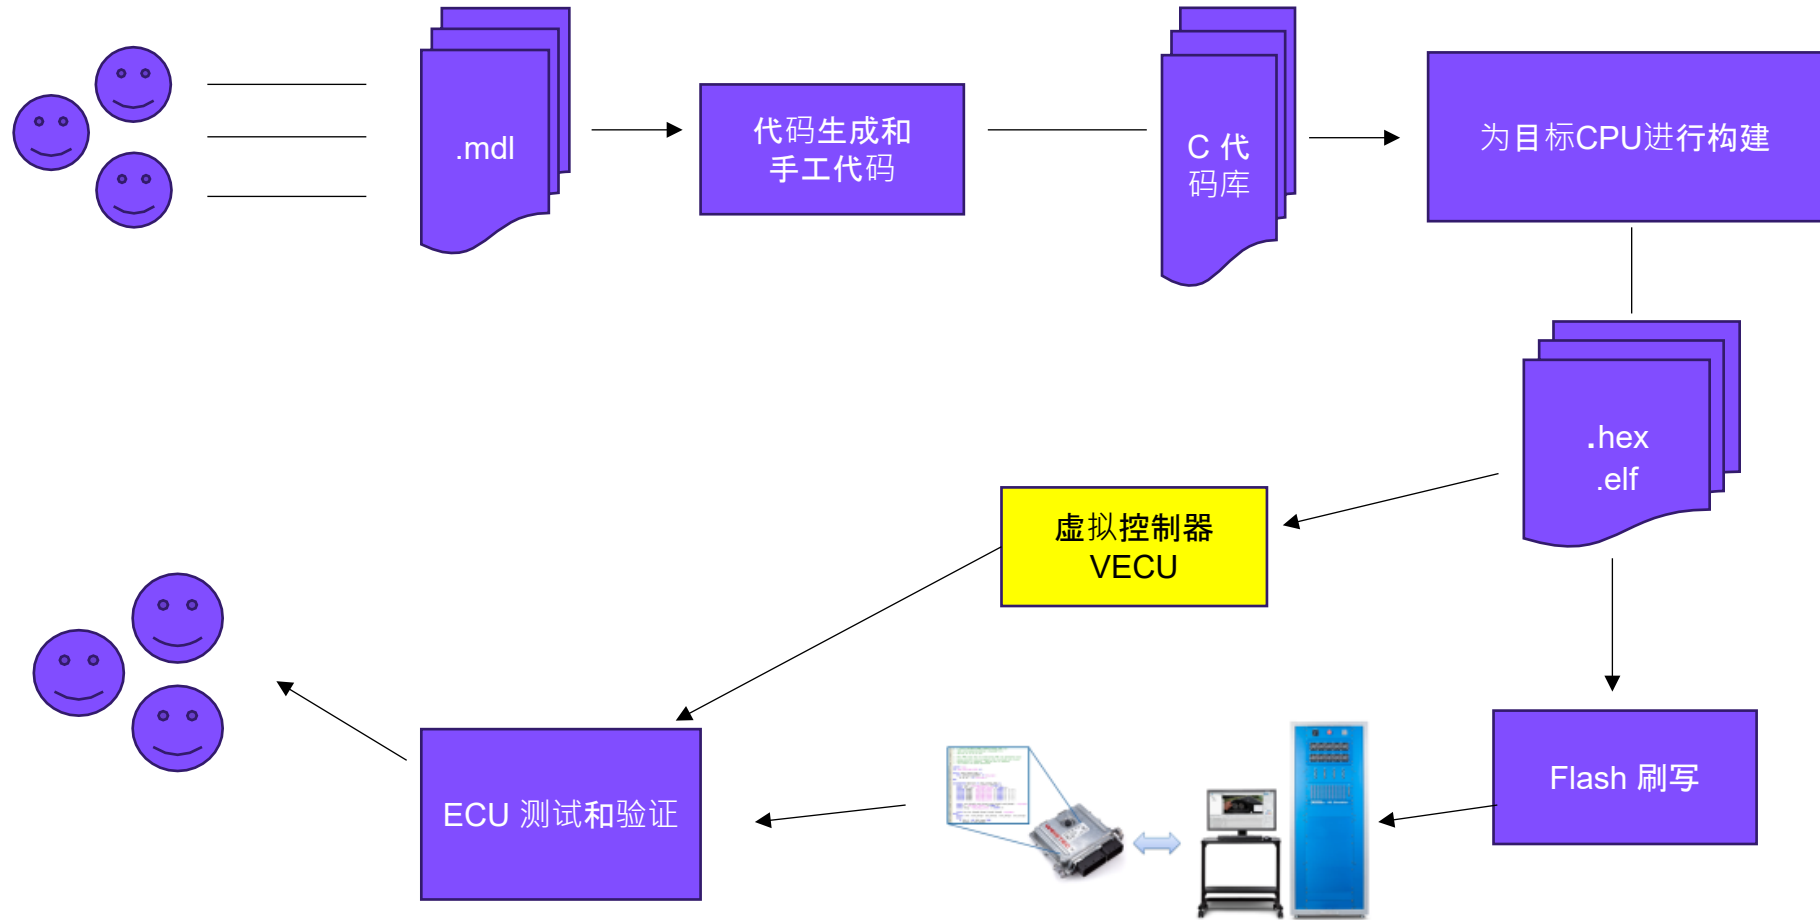 .mdl
代码生成和
手工代码
C 代
码库
为目标CPU进行构建
.hex
.elf
虚拟控制器
VECU
Flash 刷写
ECU 测试和验证